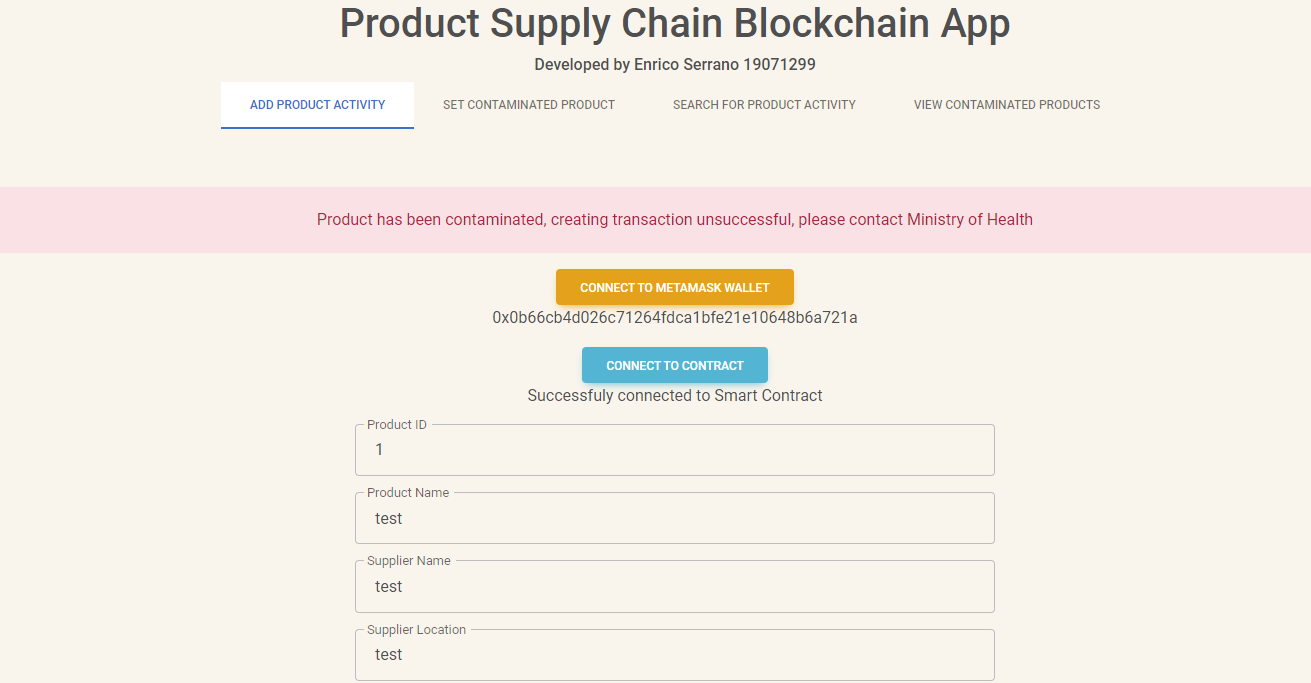 Product Supply Chain Blockchain App
Developed by Enrico Serrano 19071299
ADD PRODUCT ACTIVITY SET CONTAMINATED PRODUCT SEARCH FOR PRODUCT ACTIVITY VIEW CONTAMINATED PRODUCTS
Product has been contaminated, creating transaction unsuccessful, please contact Ministry of Health
CONNECT TO METAMASK WALLET
0x0b66cb4d026c71264fdca1bfe21e10648b6a721a
CONNECT TO CONTRACT
Successfuly connected to Smart Contract
Product ID
1
Product Name
test
Supplier Name
test
Supplier Location
test